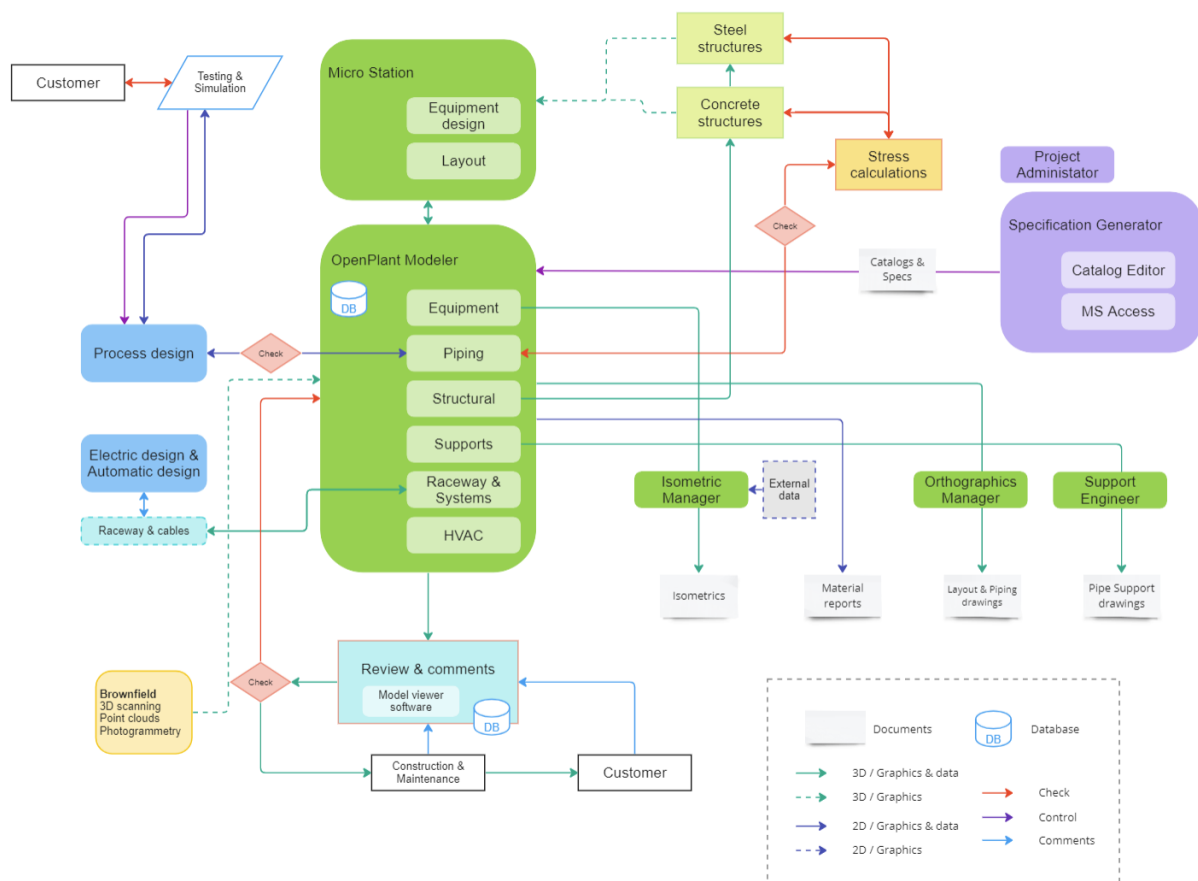 Customer
Testing &
Simulation
Micro Station
Equipment
design
Layout
Steel
structures
Concrete
structures
Stress
calculations
Check
Project
Administator
Specification Generator
Catalog Editor
MS Access
Catalogs &
Specs
OpenPlant Modeler
DB
Equipment
Piping
Structural
Supports
Raceway &
Systems
HVAC
Process design
Check
Electric design &
Automatic design
Raceway & cables
Isometric
Manager
External
data
Orthographics
Manager
Support
Engineer
Isometrics
Material
reports
Layout & Piping
drawings
Pipe Support
drawings
Brownfield
3D scanning
Point clouds
Photogrammetry
Check
Review & comments
Model viewer
software
DB
Construction &
Maintenance
Customer
Documents
DB
Database
3D / Graphics & data
3D / Graphics
2D / Graphics & data
2D / Graphics
Check
Control
Comments